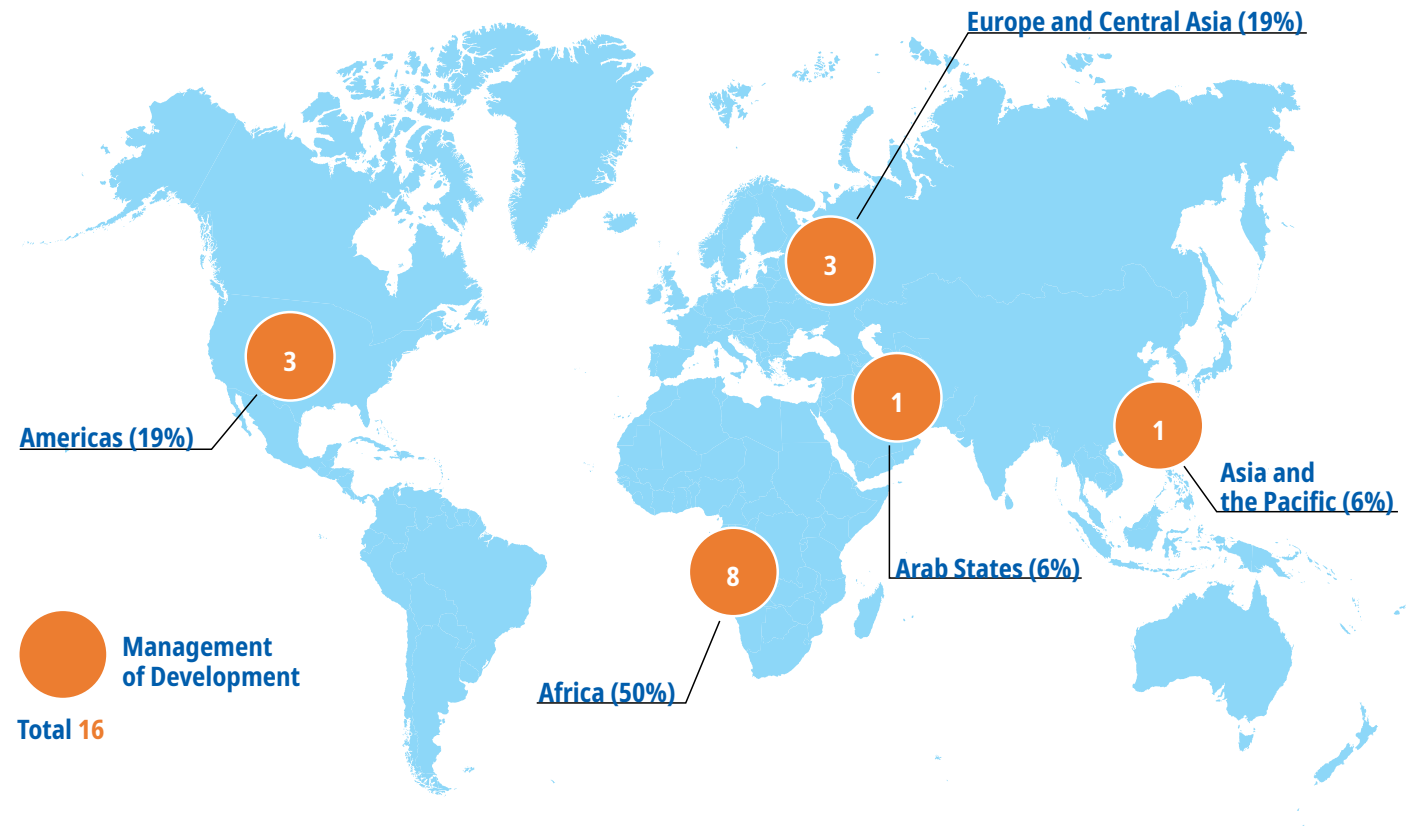 Europe and Central Asia (19%)
3
3
1
1
Americas (19%)
Asia and
the Pacific (6%)
8
Arab States (6%)
Management
of Development
Africa (50%)
Total 16